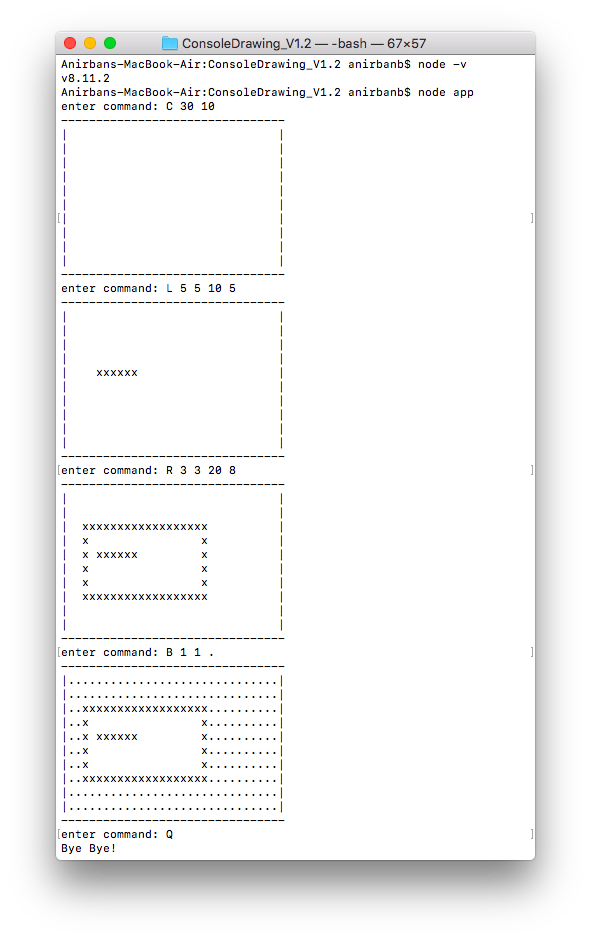 ConsoleDrawing_V1.2 — -bash — 67×57
Anirbans-MacBook-Air:ConsoleDrawing_V1.2 anirbanb$ node -v
v8.11.2
Anirbans-MacBook-Air:ConsoleDrawing_V1.2 anirbanb$ node app
enter command: C 30 10
--------------------------------
|                              |
|                              |
|                              |
|                              |
|                              |
|                              |
[|                              | ]
|                              |
|                              |
|                              |
--------------------------------
enter command: L 5 5 10 5
--------------------------------
|                              |
|                              |
|                              |
|                              |
|    xxxxxx                    |
|                              |
|                              |
|                              |
|                              |
|                              |
--------------------------------
[enter command: R 3 3 20 8 ]
--------------------------------
|                              |
|                              |
|  xxxxxxxxxxxxxxxxxx          |
|  x                x          |
|  x xxxxxx         x          |
|  x                x          |
|  x                x          |
|  xxxxxxxxxxxxxxxxxx          |
|                              |
|                              |
--------------------------------
[enter command: B 1 1 . ]
--------------------------------
|..............................|
|..............................|
|..xxxxxxxxxxxxxxxxxx..........|
|..x                x..........|
|..x xxxxxx         x..........|
|..x                x..........|
|..x                x..........|
|..xxxxxxxxxxxxxxxxxx..........|
|..............................|
|..............................|
--------------------------------
[enter command: Q ]
Bye Bye!